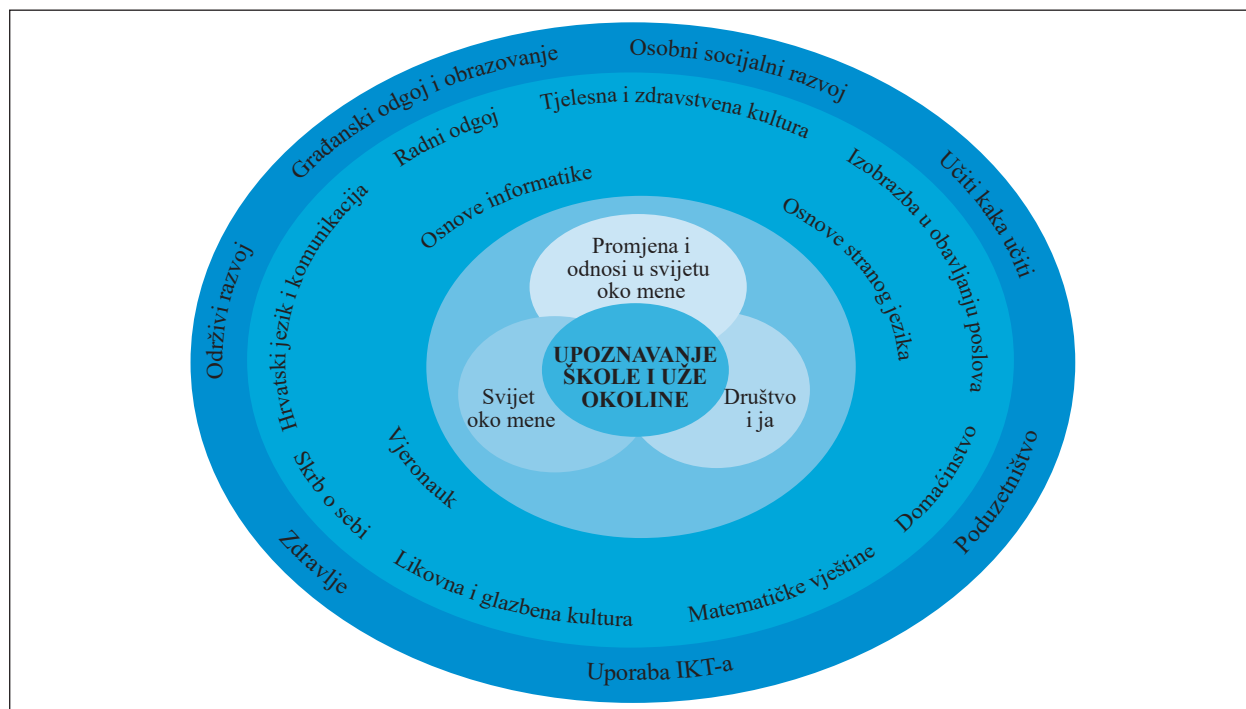 Građanski odgoj i obrazovanje
Osobni socijalni razvoj
Učiti kaka učiti
Poduzetništvo
Uporaba IKT-a
Zdravlje
Održivi razvoj
Radni odgoj
Tjelesna i zdravstvena kultura
Izobrazba u obavljanju poslova
Osnove informatike
Osnove stranog jezika
Hrvatski jezik i komunikacija
Domaćinstvo
Matematičke vještine
Likovna i glazbena kultura
Skrb o sebi
Vjeronauk
Promjena i
odnosi u svijetu
oko mene
UPOZNAVANJE
ŠKOLE I UŽE
OKOLINE
Svijet
oko mene
Društvo
i ja